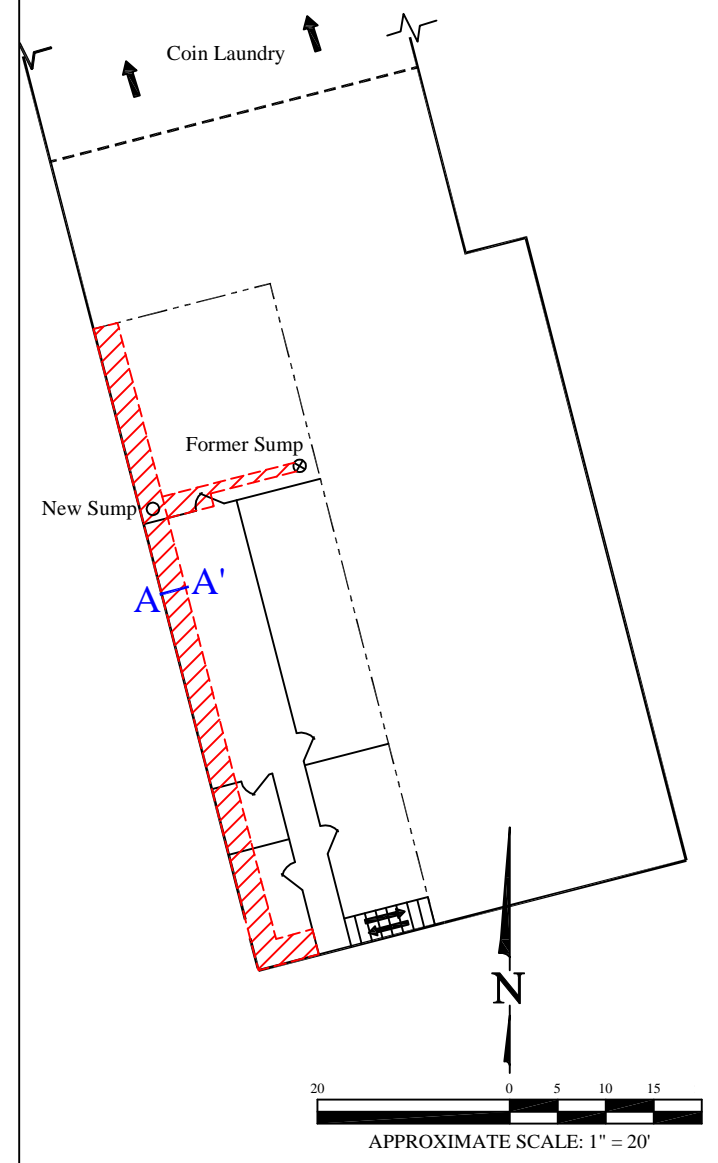 Coin Laundry
Former Sump
New Sump
A A'
N
20 0 5 10 15
APPROXIMATE SCALE: 1" = 20'